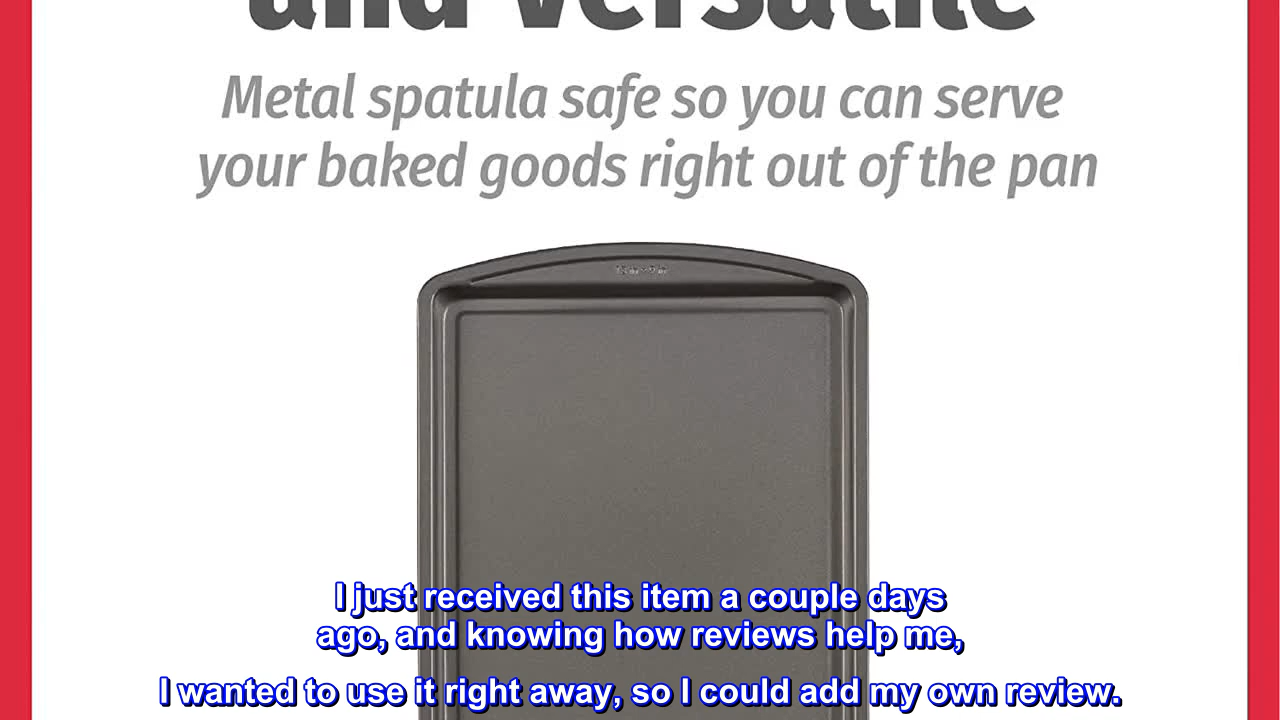 and versatile
Metal spatula safe so you can serve
your baked goods right out of the pan
I just received this item a couple days
ago, and knowing how reviews help me,
I wanted to use it right away, so I could add my own review.